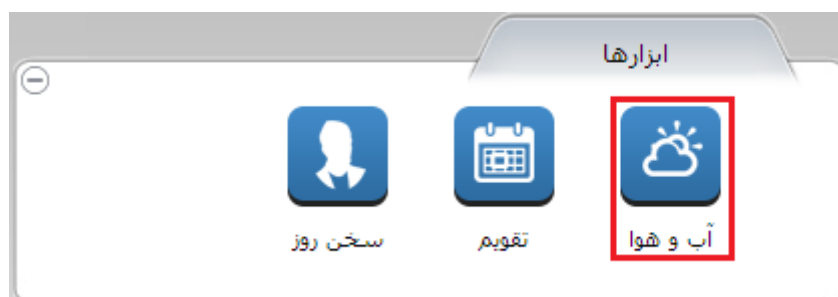 ابزارها
آب و هوا
تقویم
سخن روز